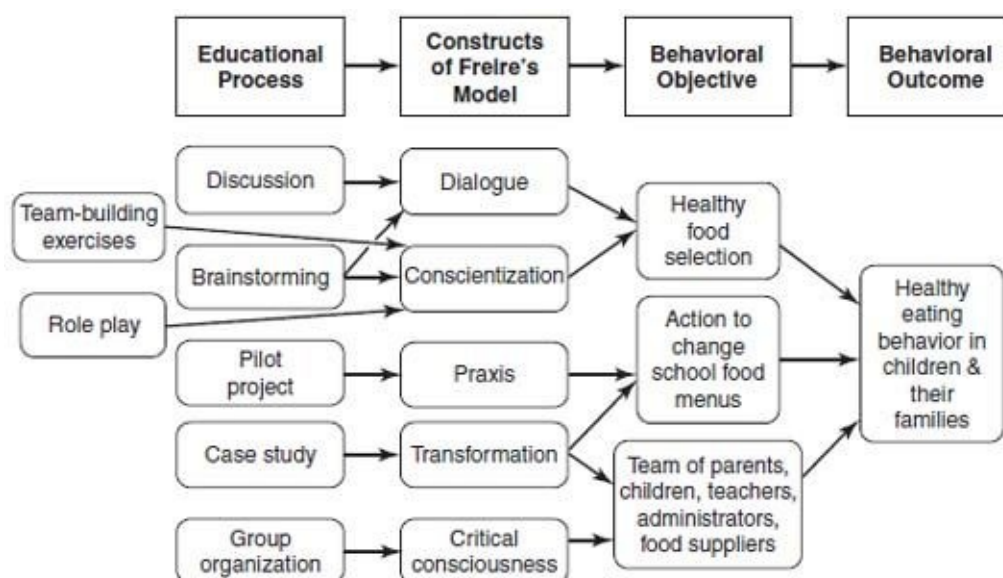 Educational
Process
Constructs
of Freire's
Model
Behavioral
Objective
Behavioral
Outcome
Discussion
Dialogue
Team-building
exercises
Brainstorming
Conscientization
Healthy
food
selection
Role play
Pilot
project
Praxis
Action to
change
school food
menus
Healthy
eating
behavior in
children &
their
families
Case study
Transformation
Team of parents,
children, teachers,
administrators,
food suppliers
Group
organization
Critical
consciousness